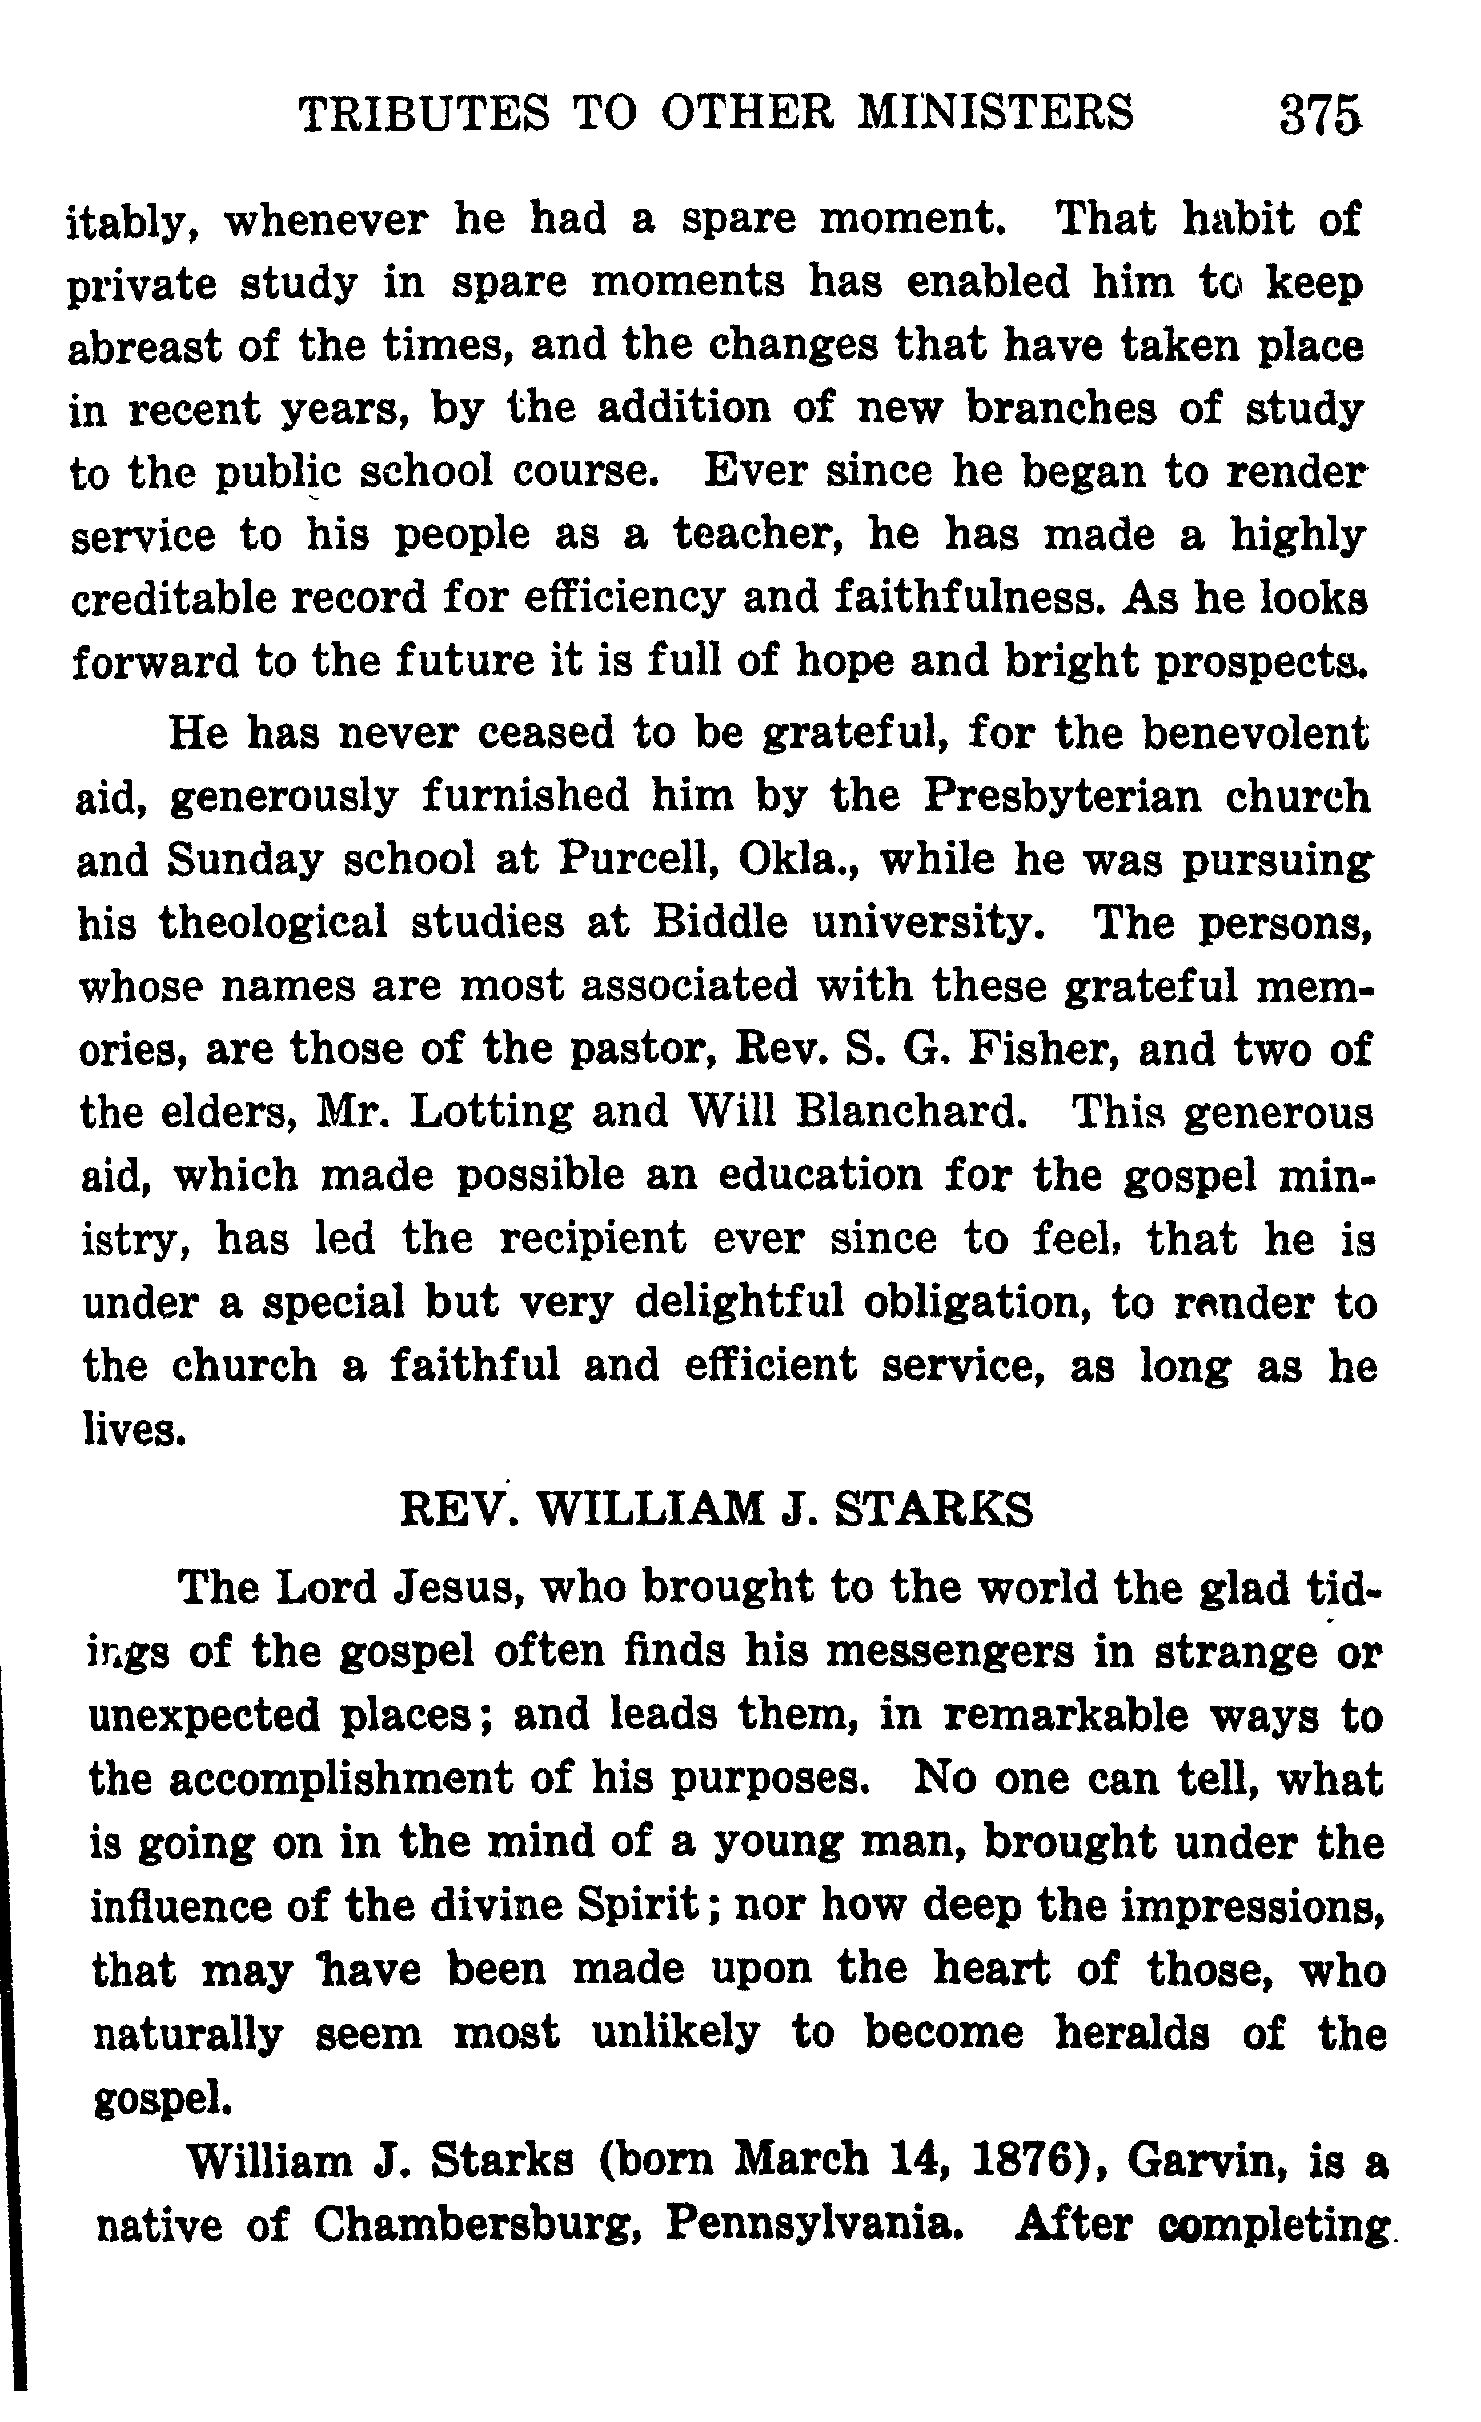 TRIBUTES TO OTHER MINISTERS 375
itably, whenever he had a spare moment. That habit of
private study in spare moments has enabled him to keep
abreast of the times, and the changes that have taken place
in recent years, by the addition of new branches of study
to the public school course. Ever since he began to render
service to his people as a teacher, he has made a highly
creditable record for efficiency and faithfulness. As he looks
forward to the future it is full of hope and bright prospects.
He has never ceased to be grateful, for the benevolent
aid, generously furnished him by the Presbyterian church
and Sunday school at Purcell, Okla., while he was pursuing
his theological studies at Biddle university. The persons,
whose names are most associated with these grateful mem-
ories, are those of the pastor, Rev. S. G. Fisher, and two of
the elders, Mr. Lotting and Will Blanchard. This generous
aid, which made possible an education for the gospel min-
istry, has led the recipient ever since to feel, that he is
under a special but very delightful obligation, to render to
the church a faithful and efficient service, as long as he
lives.
REV. WILLIAM J. STARKS
The Lord Jesus, who brought to the world the glad tid-
ings of the gospel often finds his messengers in strange or
unexpected places; and leads them, in remarkable ways to
the accomplishment of his purposes. No one can tell, what
is going on in the mind of a young man, brought under the
influence of the divine Spirit; nor how deep the impressions,
that may have been made upon the heart of those, who
naturally seem most unlikely to become heralds of the
gospel.
William J. Starks (born March 14, 1876), Garvin, is a
native of Chambersburg, Pennsylvania. After completing